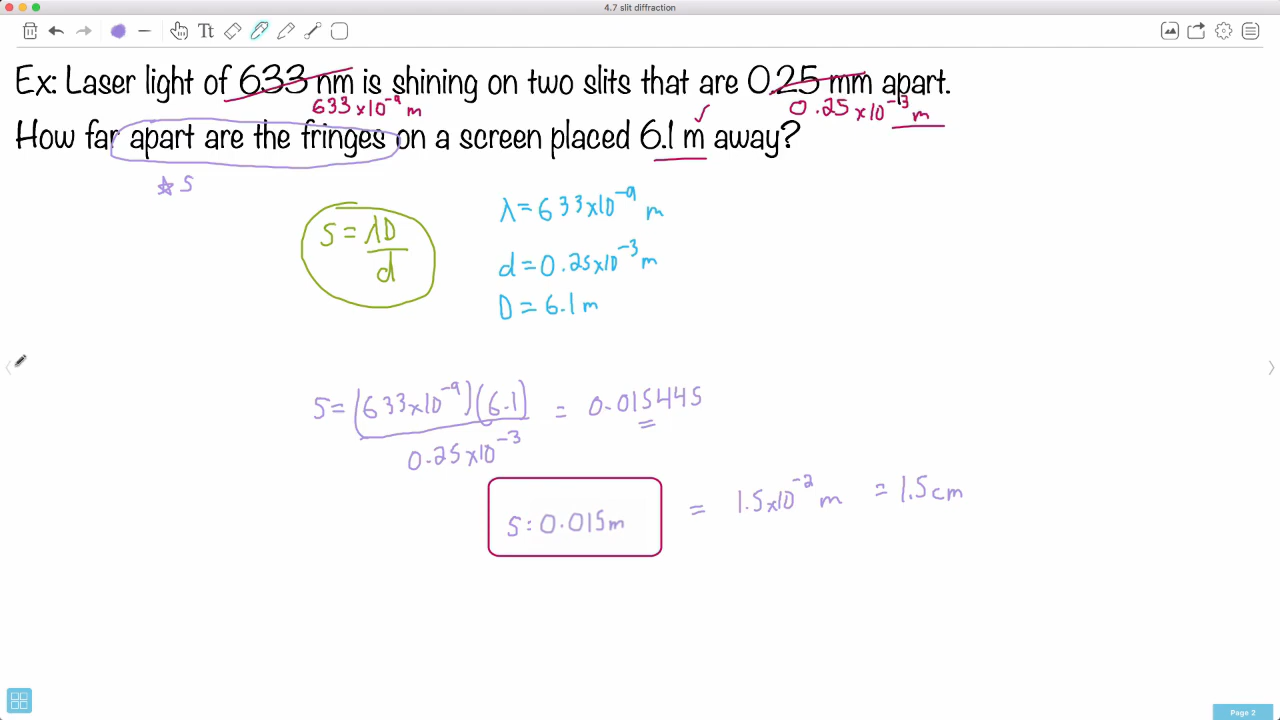 4.7 slit diffraction
Tt
Ex: Laser light of 633 nm is shining on two slits that are 0.25 mm apart.
633×10⁻⁹ m 0.25×10⁻³ m
How far apart are the fringes on a screen placed 6.1 m away?
☆ S
S = λD/d
λ = 633×10⁻⁹ m
d = 0.25×10⁻³ m
D = 6.1 m
S = (633×10⁻⁹)(6.1) / 0.25×10⁻³ = 0.015445
S = 0.015m = 1.5×10⁻² m = 1.5 cm
Page 2